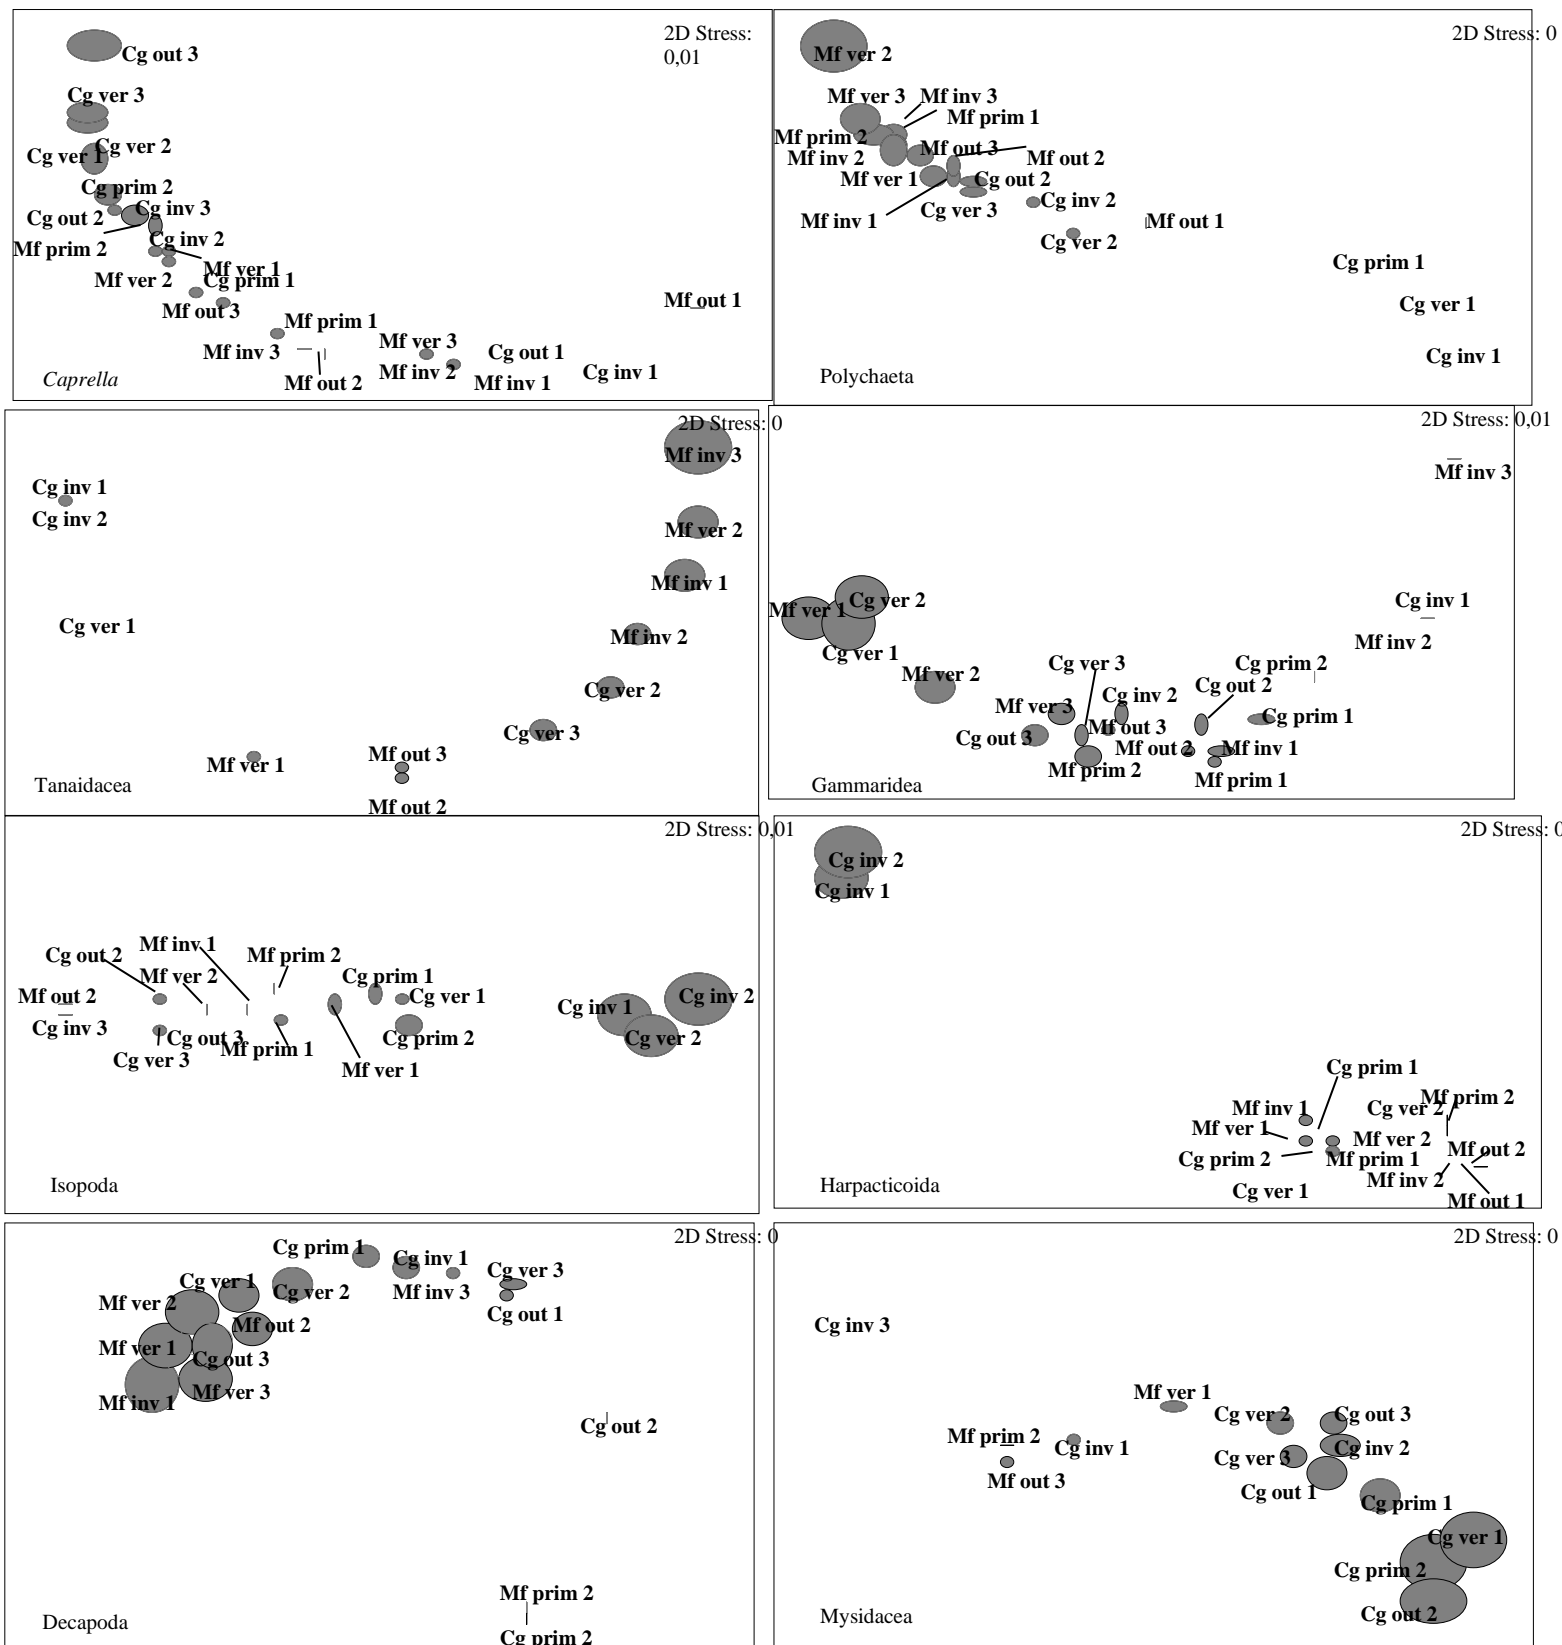 2D Stress:
0,01
Cg out 3
Cg ver 3
Cg ver 2
Cg ver 1
Cg prim 2
Cg inv 3
Cg out 2
Cg inv 2
Mf prim 2
Mf ver 1
Mf ver 2
Cg prim 1
Mf out 3
Mf out 1
Mf prim 1
Mf ver 3
Mf inv 3
Cg out 1
Mf out 2
Mf inv 2
Mf inv 1
Cg inv 1
Caprella
2D Stress: 0
Mf ver 2
Mf ver 3
Mf inv 3
Mf prim 1
Mf prim 2
Mf out 3
Mf inv 2
Mf out 2
Mf ver 1
Cg out 2
Cg inv 2
Cg ver 3
Mf inv 1
Mf out 1
Cg ver 2
Cg prim 1
Cg ver 1
Cg inv 1
Polychaeta
2D Stress: 0
Mf inv 3
Cg inv 1
Cg inv 2
Mf ver 2
Mf inv 1
Cg ver 1
Mf inv 2
Cg ver 2
Cg ver 3
Mf out 3
Mf ver 1
Mf out 2
Tanaidacea
2D Stress: 0,01
Mf inv 3
Cg ver 2
Mf ver 1
Cg inv 1
Mf inv 2
Cg ver 1
Cg ver 3
Cg prim 2
Mf ver 2
Cg out 2
Cg inv 2
Mf ver 3
Cg prim 1
Mf out 3
Cg out 3
Mf out 2
Mf inv 1
Mf prim 2
Mf prim 1
Gammaridea
2D Stress: 0,01
Mf inv 1
Cg out 2
Mf prim 2
Mf ver 2
Cg prim 1
Mf out 2
Cg ver 1
Cg inv 2
Cg inv 1
Cg inv 3
Cg out 3
Cg prim 2
Cg ver 2
Mf prim 1
Cg ver 3
Mf ver 1
Isopoda
2D Stress: 0
Cg inv 2
Cg inv 1
Cg prim 1
Mf prim 2
Mf inv 1
Cg ver 2
Mf ver 1
Mf ver 2
Mf out 2
Cg prim 2
Mf prim 1
Mf inv 2
Cg ver 1
Mf out 1
Harpacticoida
2D Stress: 0
Cg prim 1
Cg inv 1
Cg ver 3
Cg ver 1
Cg ver 2
Mf inv 3
Mf ver 2
Cg out 1
Mf out 2
Mf ver 1
Cg out 3
Mf ver 3
Mf inv 1
Cg out 2
Mf prim 2
Decapoda
Cg prim 2
2D Stress: 0
Cg inv 3
Mf ver 1
Cg ver 2
Cg out 3
Mf prim 2
Cg inv 1
Cg inv 2
Cg ver 3
Mf out 3
Cg out 1
Cg prim 1
Cg ver 1
Cg prim 2
Cg out 2
Mysidacea